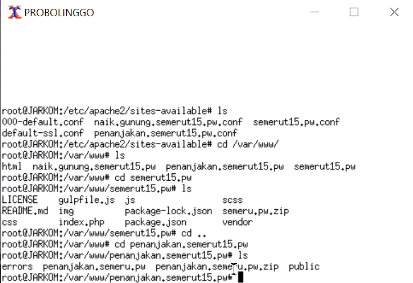 PROBOLINGGO
root@JARKOM:/etc/apache2/sites-available# ls
000-default.conf naik.gunung.semerut15.pw.conf semerut15.pw.conf
default-ssl.conf penanjakan.semerut15.pw.conf
root@JARKOM:/etc/apache2/sites-available# cd /var/www/
root@JARKOM:/var/www# ls
html naik.gunung.semerut15.pw penanjakan.semerut15.pw semerut15.pw
root@JARKOM:/var/www# cd semerut15.pw
root@JARKOM:/var/www/semerut15.pw# ls
LICENSE gulpfile.js js scss
README.md img package-lock.json semeru.pw.zip
css index.php package.json vendor
root@JARKOM:/var/www/semerut15.pw# cd ..
root@JARKOM:/var/www# cd penanjakan.semerut15.pw
root@JARKOM:/var/www/penanjakan.semerut15.pw# ls
errors penanjakan.semeru.pw penanjakan.semeru.pw.zip public
root@JARKOM:/var/www/penanjakan.semerut15.pw#